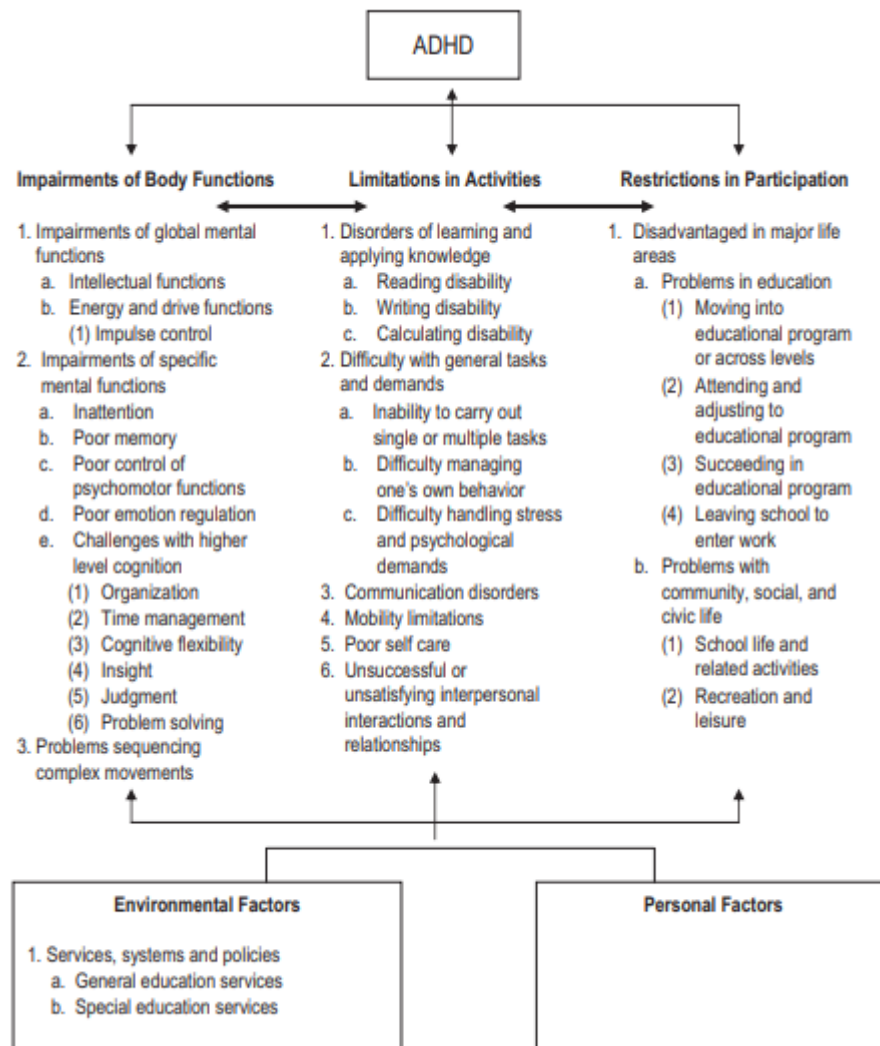 ADHD
Impairments of Body Functions
1. Impairments of global mental
functions
a. Intellectual functions
b. Energy and drive functions
(1) Impulse control
2. Impairments of specific
mental functions
a. Inattention
b. Poor memory
c. Poor control of
psychomotor functions
d. Poor emotion regulation
e. Challenges with higher
level cognition
(1) Organization
(2) Time management
(3) Cognitive flexibility
(4) Insight
(5) Judgment
(6) Problem solving
3. Problems sequencing
complex movements
Limitations in Activities
1. Disorders of learning and
applying knowledge
a. Reading disability
b. Writing disability
c. Calculating disability
2. Difficulty with general tasks
and demands
a. Inability to carry out
single or multiple tasks
b. Difficulty managing
one's own behavior
c. Difficulty handling stress
and psychological
demands
3. Communication disorders
4. Mobility limitations
5. Poor self care
6. Unsuccessful or
unsatisfying interpersonal
interactions and
relationships
Restrictions in Participation
1. Disadvantaged in major life
areas
a. Problems in education
(1) Moving into
educational program
or across levels
(2) Attending and
adjusting to
educational program
(3) Succeeding in
educational program
(4) Leaving school to
enter work
b. Problems with
community, social, and
civic life
(1) School life and
related activities
(2) Recreation and
leisure
Environmental Factors
1. Services, systems and policies
a. General education services
b. Special education services
Personal Factors